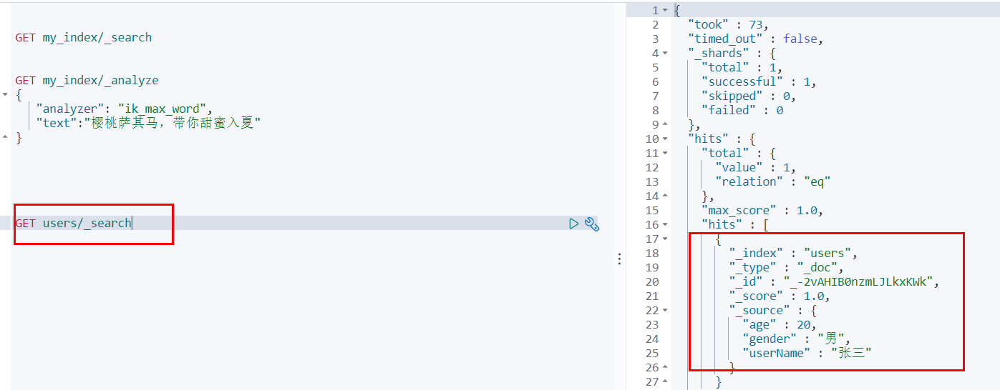 GET my_index/_search
GET my_index/_analyze
{
"analyzer": "ik_max_word",
"text":"樱桃萨其马，带你甜蜜入夏"
}
GET users/_search
1 {
2 "took" : 73,
3 "timed_out" : false,
4 "_shards" : {
5 "total" : 1,
6 "successful" : 1,
7 "skipped" : 0,
8 "failed" : 0
9 },
10 "hits" : {
11 "total" : {
12 "value" : 1,
13 "relation" : "eq"
14 },
15 "max_score" : 1.0,
16 "hits" : [
17 {
18 "_index" : "users",
19 "_type" : "_doc",
20 "_id" : "_-2vAHIB0nzmLJLkxKWk",
21 "_score" : 1.0,
22 "_source" : {
23 "age" : 20,
24 "gender" : "男",
25 "userName" : "张三"
26 }
27 }